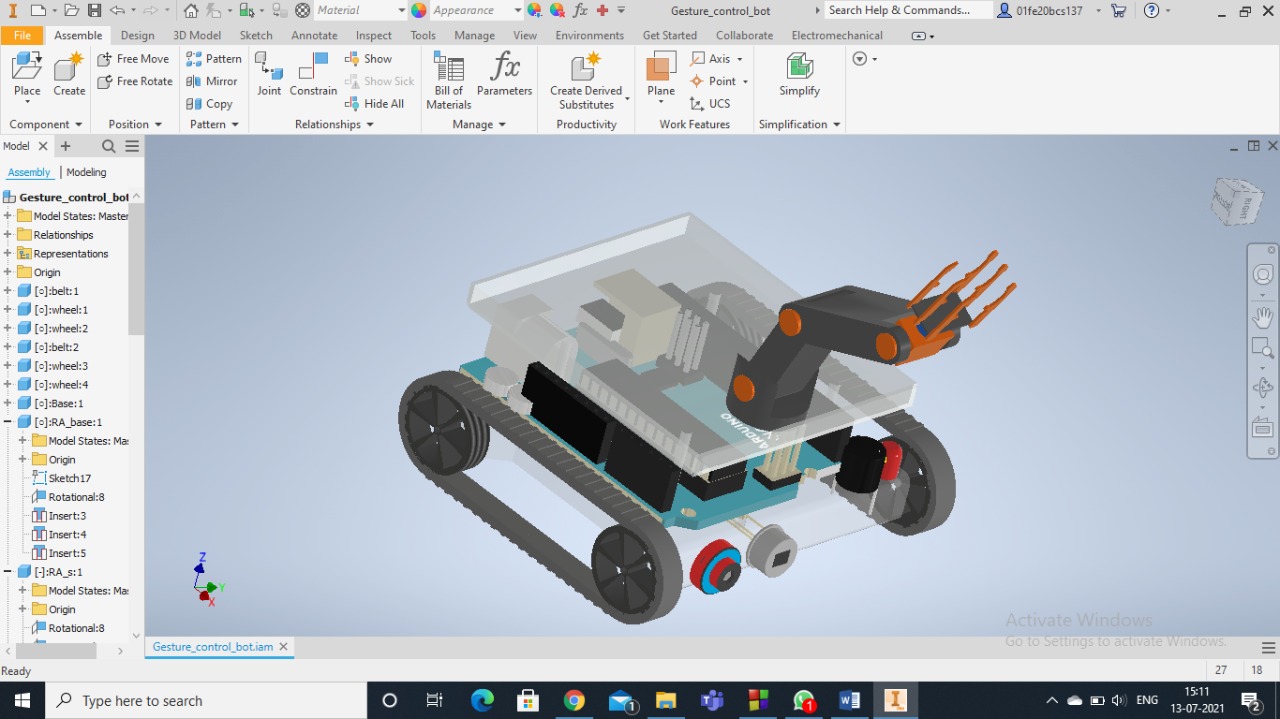 Material
Appearance
Gesture_control_bot
Search Help & Commands...
01fe20bcs137
File
Assemble
Design
3D Model
Sketch
Annotate
Inspect
Tools
Manage
View
Environments
Get Started
Collaborate
Electromechanical
Place
Create
Free Move
Free Rotate
Pattern
Mirror
Copy
Joint
Constrain
Show
Show Sick
Hide All
Bill of
Materials
fx
Parameters
Create Derived
Substitutes
Plane
Axis
Point
UCS
Simplify
Component
Position
Pattern
Relationships
Manage
Productivity
Work Features
Simplification
Model
Assembly
Modeling
Gesture_control_bot
Model States: Master
Relationships
Representations
Origin
[○]:belt:1
[○]:wheel:1
[○]:wheel:2
[○]:belt:2
[○]:wheel:3
[○]:wheel:4
[○]:Base:1
[○]:RA_base:1
Model States: Ma
Origin
Sketch17
Rotational:8
Insert:3
Insert:4
Insert:5
[-]:RA_s:1
Model States: Ma
Origin
Rotational:8
RIGHT
ARDUINO
Z
Y
X
Activate Windows
Go to Settings to activate Windows.
Gesture_control_bot.iam
Ready
27
18
Type here to search
1
1
ENG
15:11
13-07-2021
2